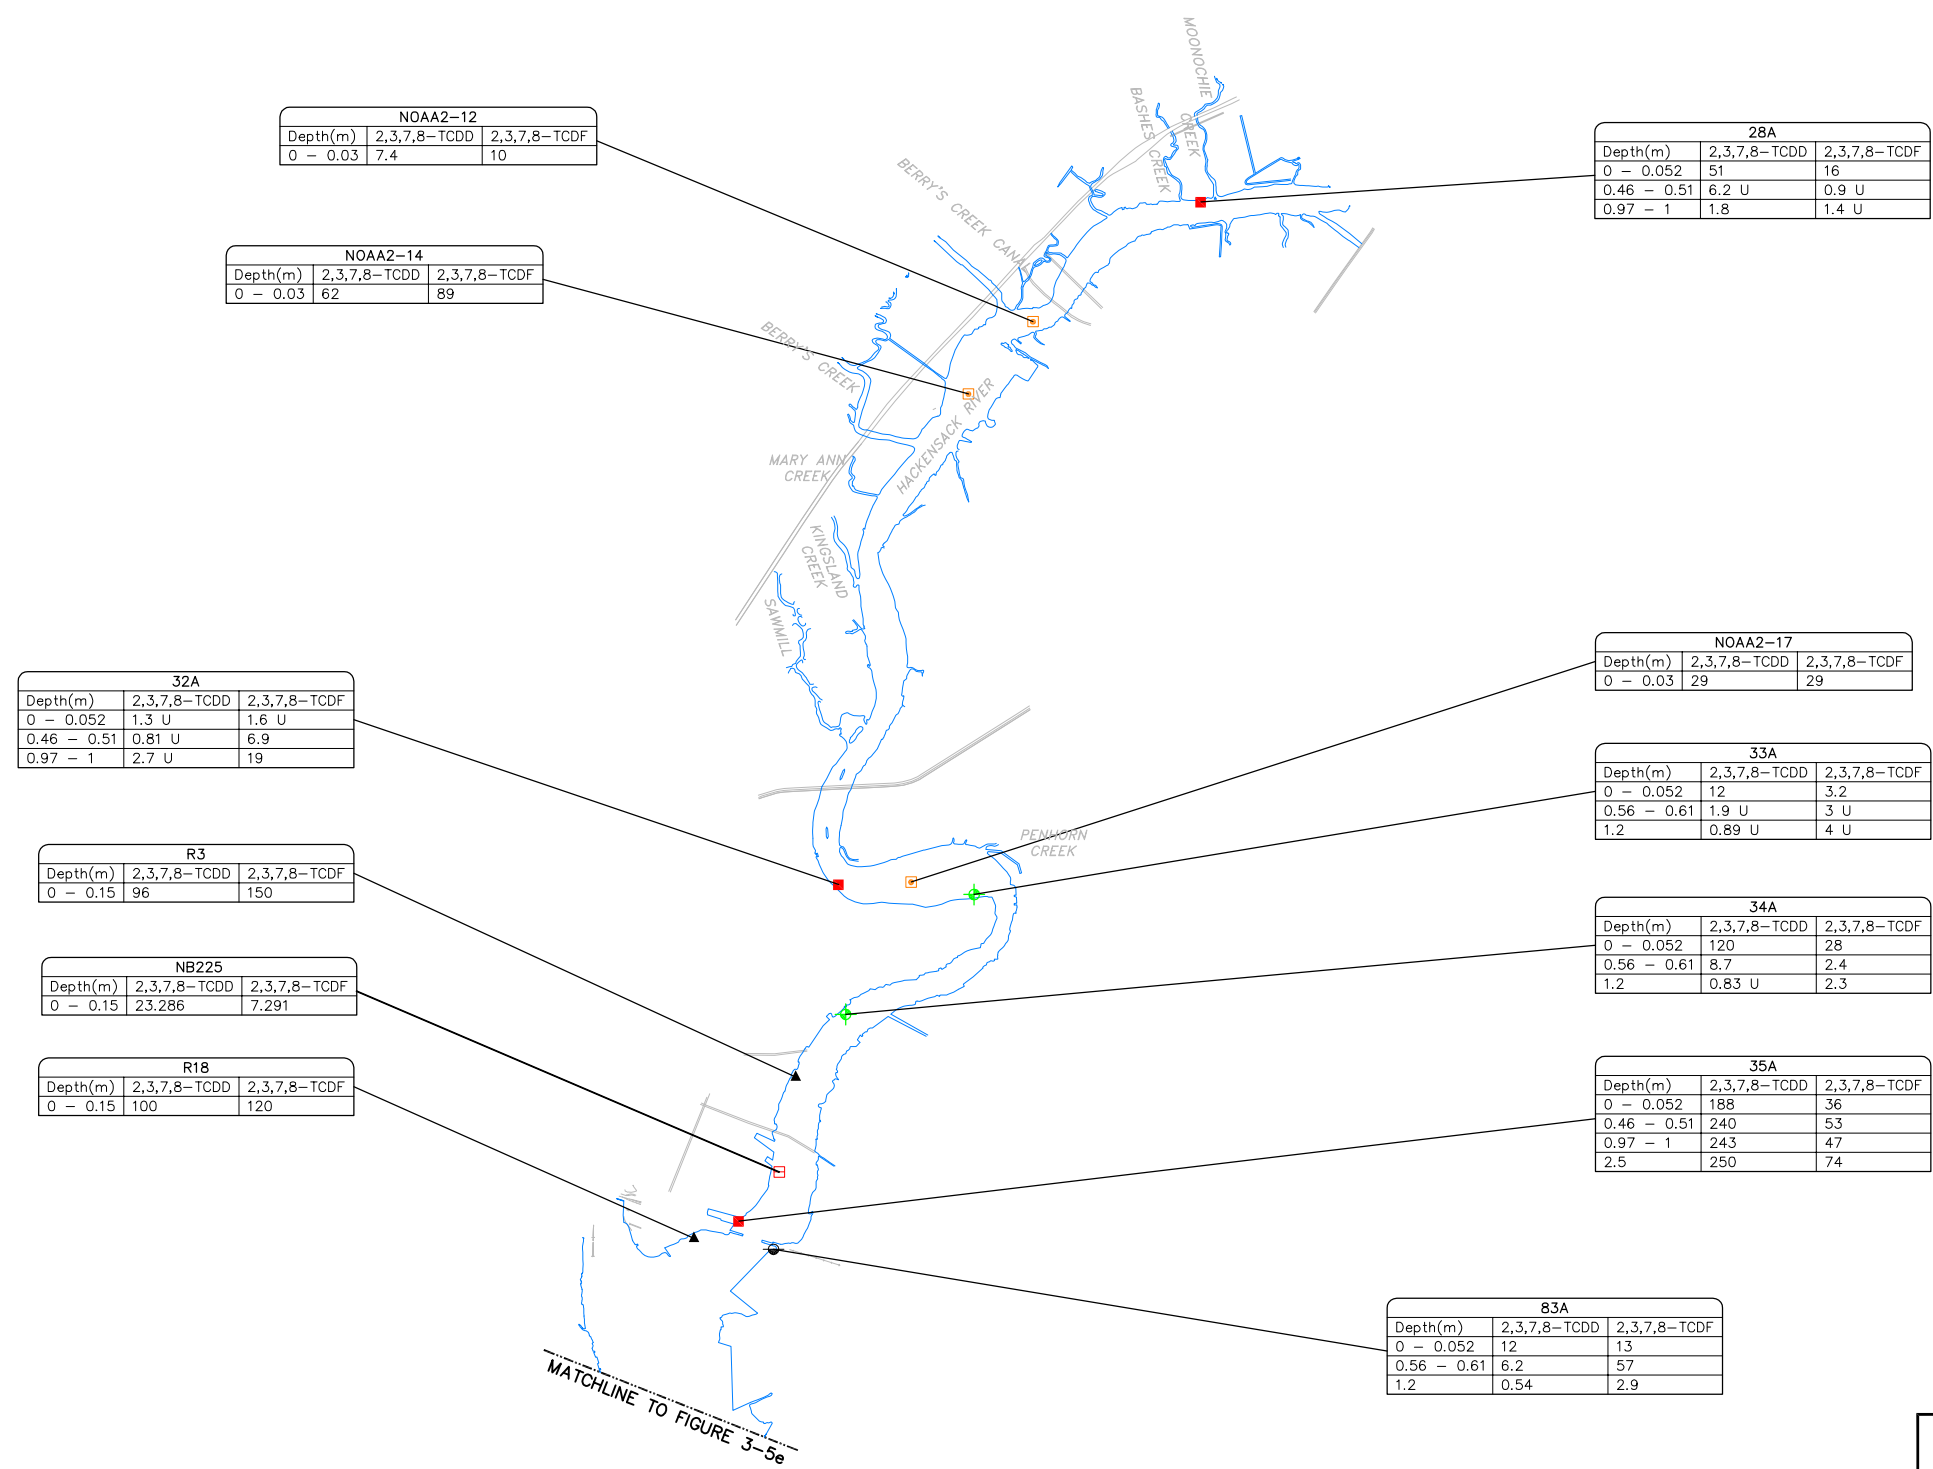 MOONOCHIE
CREEK
BASHES CREEK
NOAA2-12
Depth(m) 2,3,7,8-TCDD 2,3,7,8-TCDF
0 - 0.03 7.4 10
28A
Depth(m) 2,3,7,8-TCDD 2,3,7,8-TCDF
0 - 0.052 51 16
0.46 - 0.51 6.2 U 0.9 U
0.97 - 1 1.8 1.4 U
BERRY'S CREEK CANAL
NOAA2-14
Depth(m) 2,3,7,8-TCDD 2,3,7,8-TCDF
0 - 0.03 62 89
BERRY'S CREEK
HACKENSACK RIVER
MARY ANN
CREEK
KINGSLAND
CREEK
SAWMILL
NOAA2-17
Depth(m) 2,3,7,8-TCDD 2,3,7,8-TCDF
0 - 0.03 29 29
32A
Depth(m) 2,3,7,8-TCDD 2,3,7,8-TCDF
0 - 0.052 1.3 U 1.6 U
0.46 - 0.51 0.81 U 6.9
0.97 - 1 2.7 U 19
33A
Depth(m) 2,3,7,8-TCDD 2,3,7,8-TCDF
0 - 0.052 12 3.2
0.56 - 0.61 1.9 U 3 U
1.2 0.89 U 4 U
PENHORN
CREEK
R3
Depth(m) 2,3,7,8-TCDD 2,3,7,8-TCDF
0 - 0.15 96 150
34A
Depth(m) 2,3,7,8-TCDD 2,3,7,8-TCDF
0 - 0.052 120 28
0.56 - 0.61 8.7 2.4
1.2 0.83 U 2.3
NB225
Depth(m) 2,3,7,8-TCDD 2,3,7,8-TCDF
0 - 0.15 23.286 7.291
R18
Depth(m) 2,3,7,8-TCDD 2,3,7,8-TCDF
0 - 0.15 100 120
35A
Depth(m) 2,3,7,8-TCDD 2,3,7,8-TCDF
0 - 0.052 188 36
0.46 - 0.51 240 53
0.97 - 1 243 47
2.5 250 74
83A
Depth(m) 2,3,7,8-TCDD 2,3,7,8-TCDF
0 - 0.052 12 13
0.56 - 0.61 6.2 57
1.2 0.54 2.9
MATCHLINE TO FIGURE 3-5e